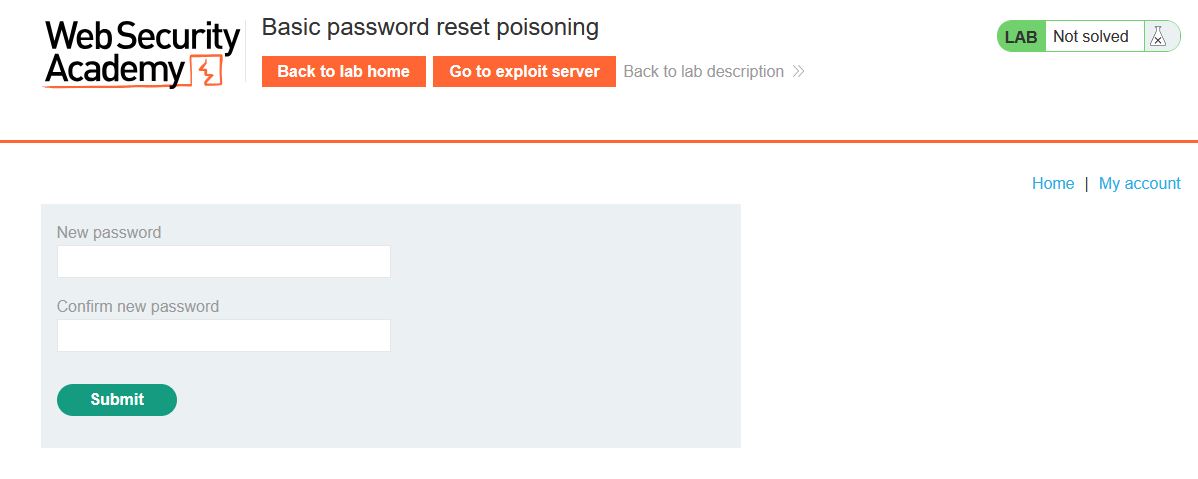 Web Security
Academy
Basic password reset poisoning
Back to lab home
Go to exploit server
Back to lab description
LAB
Not solved
Home | My account
New password
Confirm new password
Submit